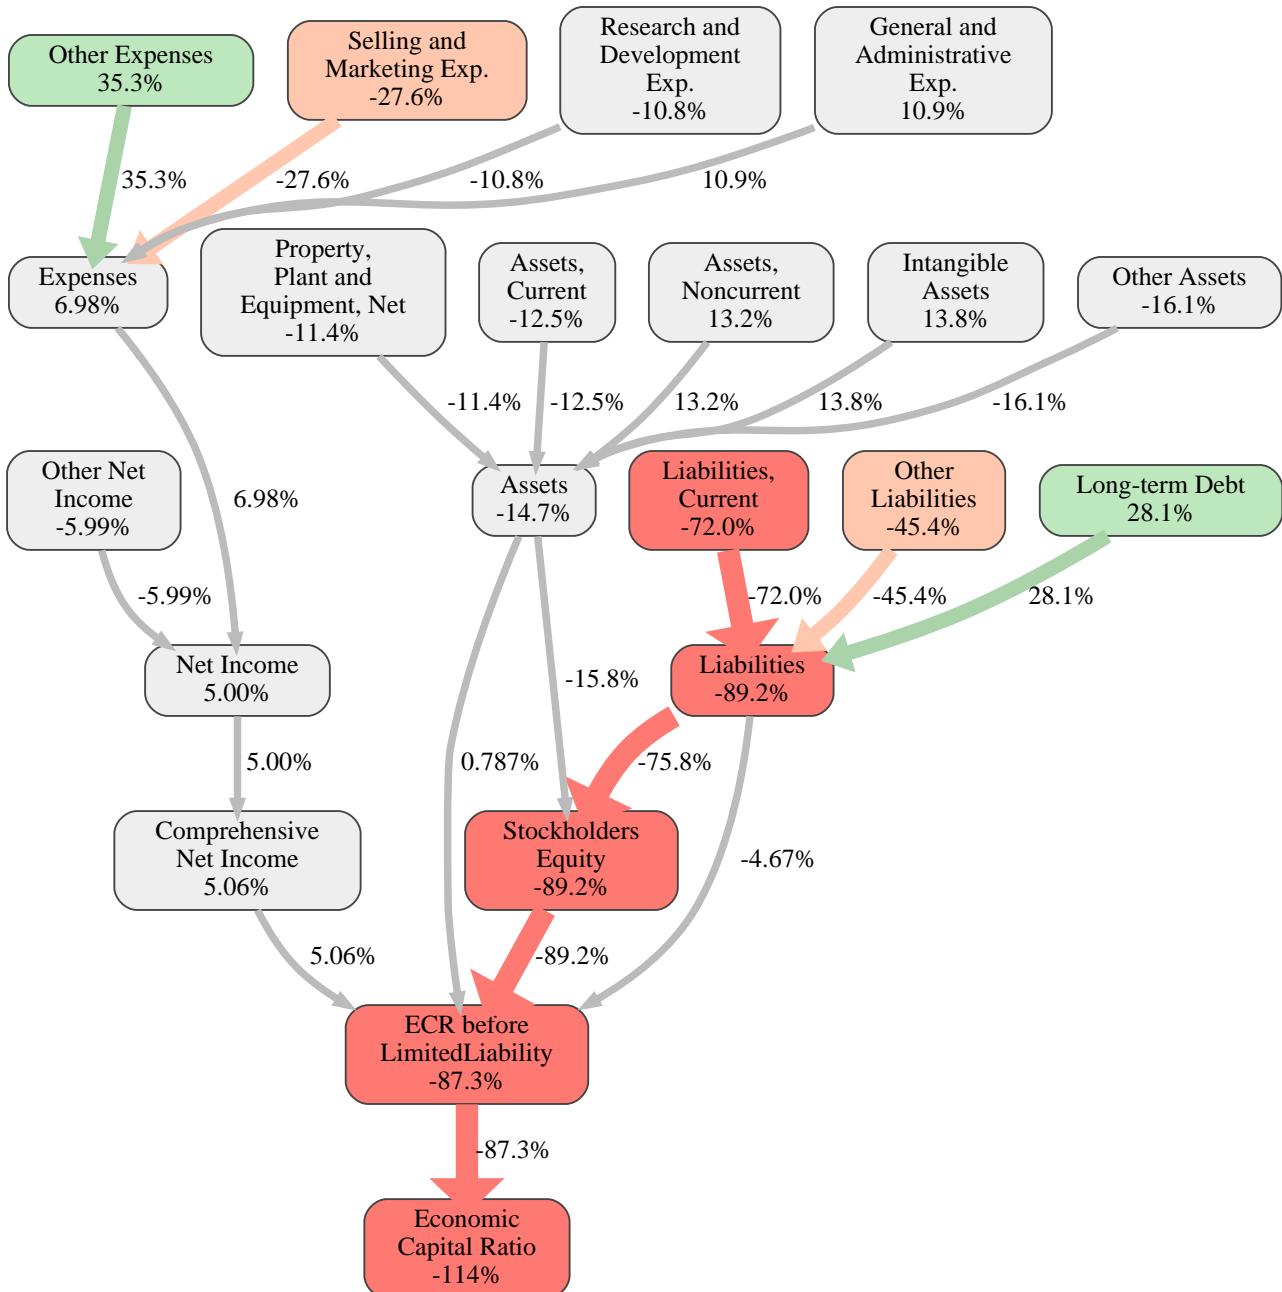 Other Expenses
35.3%
Selling and
Marketing Exp.
-27.6%
Research and
Development
Exp.
-10.8%
General and
Administrative
Exp.
10.9%
35.3%
-27.6%
-10.8%
10.9%
Expenses
6.98%
Property,
Plant and
Equipment, Net
-11.4%
Assets,
Current
-12.5%
Assets,
Noncurrent
13.2%
Intangible
Assets
13.8%
Other Assets
-16.1%
-11.4%
-12.5%
13.2%
13.8%
-16.1%
Other Net
Income
-5.99%
6.98%
Assets
-14.7%
Liabilities,
Current
-72.0%
Other
Liabilities
-45.4%
Long-term Debt
28.1%
-5.99%
-72.0%
-45.4%
28.1%
Net Income
5.00%
-15.8%
Liabilities
-89.2%
5.00%
0.787%
-75.8%
Comprehensive
Net Income
5.06%
Stockholders
Equity
-89.2%
-4.67%
5.06%
-89.2%
ECR before
LimitedLiability
-87.3%
-87.3%
Economic
Capital Ratio
-114%